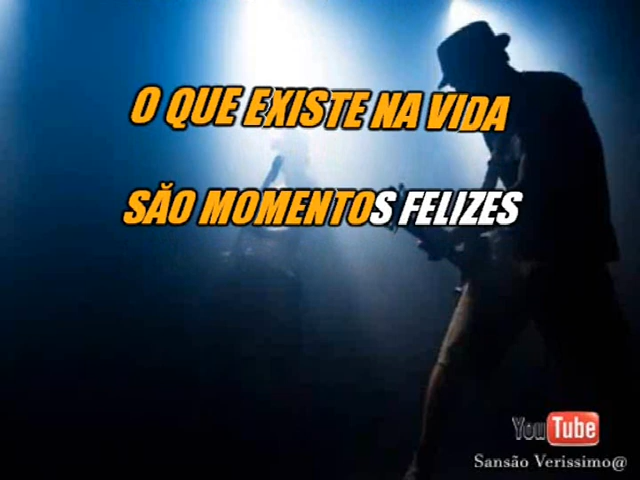 O QUE EXISTE NA VIDA
SÃO MOMENTOS FELIZES
YouTube
Sansão Verissimo@